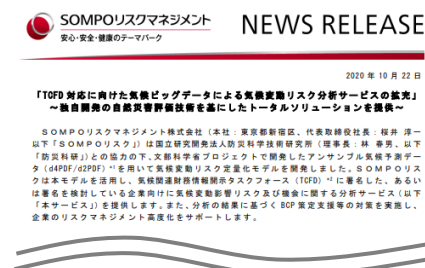 SOMPOリスクマネジメント
安心・安全・健康のテーマパーク
NEWS RELEASE
2020 年 10 月 22 日
「TCFD 対応に向けた気候ビッグデータによる気候変動リスク分析サービスの拡充」
～独自開発の自然災害評価技術を基にしたトータルソリューションを提供～
SOMPOリスクマネジメント株式会社（本社：東京都新宿区、代表取締役社長：桜井 淳一
以下「SOMPOリスク」）は国立研究開発法人防災科学技術研究所（理事長：林 春男、以下
「防災科研」）との協力の下、文部科学省プロジェクトで開発したアンサンブル気候予測デー
タ（d4PDF/d2PDF）*1を用いて気候変動リスク定量化モデルを開発しました。SOMPOリス
クは本モデルを活用し、気候関連財務情報開示タスクフォース（TCFD）*2 に署名した、あるい
は署名を検討している企業向けに気候変動影響リスク及び機会に関する分析サービス（以下
「本サービス」）を提供します。また、分析の結果に基づく BCP 策定支援等の対策を実施し、
企業のリスクマネジメント高度化をサポートします。